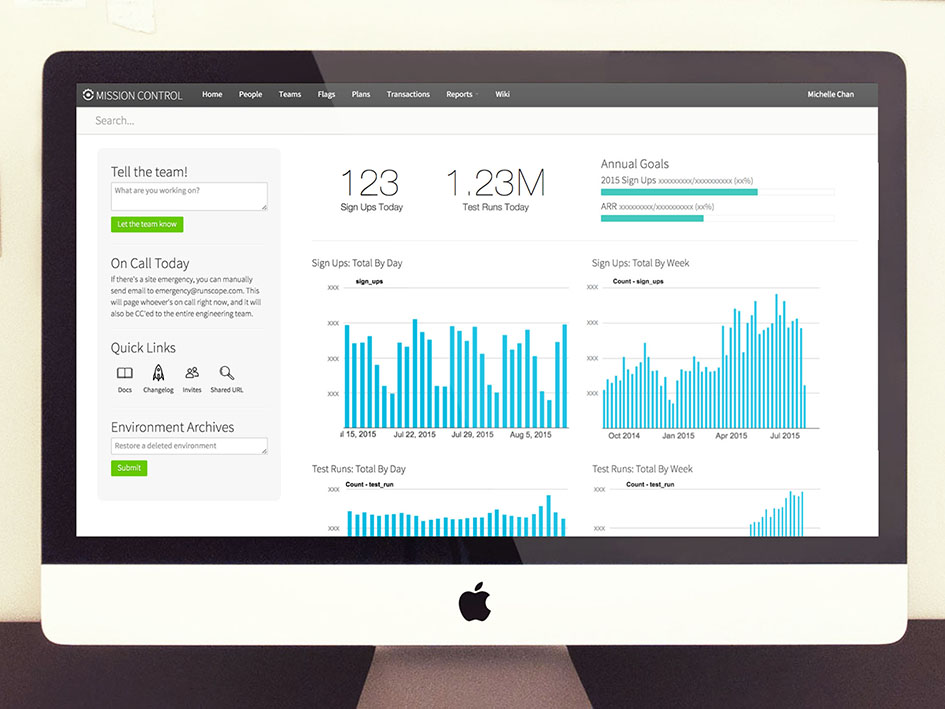 MISSION CONTROL Home People Teams Flags Plans Transactions Reports Wiki Michelle Chan
Search...
Tell the team!
What are you working on?
Let the team know
On Call Today
If there's a site emergency, you can manually
send email to emergency@runscope.com. This
will page whoever's on call right now, and it will
also be CC'ed to the entire engineering team.
Quick Links
Docs Changelog Invites Shared URL
Environment Archives
Restore a deleted environment
Submit
123
Sign Ups Today
1.23M
Test Runs Today
Annual Goals
2015 Sign Ups xxxxxxxxx/xxxxxxxxxx (xx%)
ARR xxxxxxxxx/xxxxxxxxxx (xx%)
Sign Ups: Total By Day
sign_ups
XXX
XXX
XXX
XXX
l 15, 2015 Jul 22, 2015 Jul 29, 2015 Aug 5, 2015
Sign Ups: Total By Week
Count - sign_ups
XXX
XXX
XXX
XXX
Oct 2014 Jan 2015 Apr 2015 Jul 2015
Test Runs: Total By Day
Count - test_run
XXX
XXX
Test Runs: Total By Week
Count - test_run
XXX
XXX